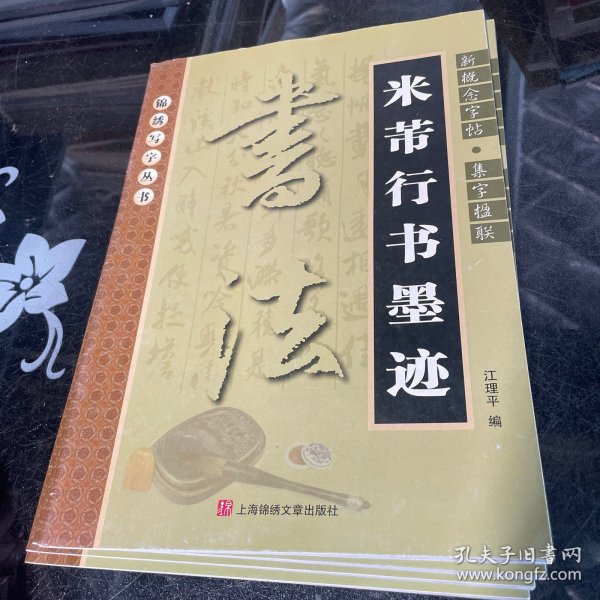 锦绣写字丛书
書法
米芾行书墨迹
新概念字帖·集字楹联
江理平 编
上海锦绣文章出版社
孔夫子旧书网
www.kongfz.com